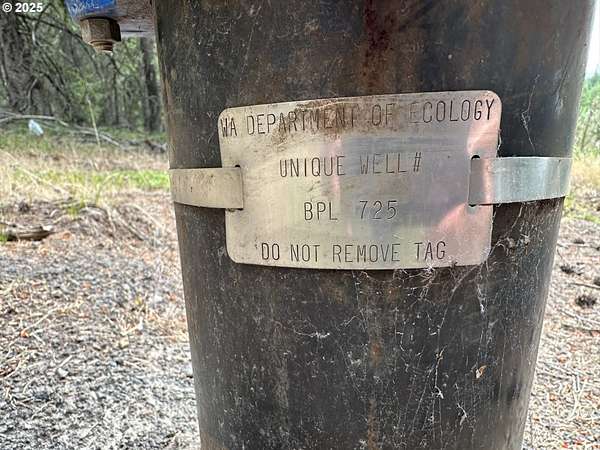 © 2025
WA DEPARTMENT OF ECOLOGY
UNIQUE WELL#
BPL 725
DO NOT REMOVE TAG